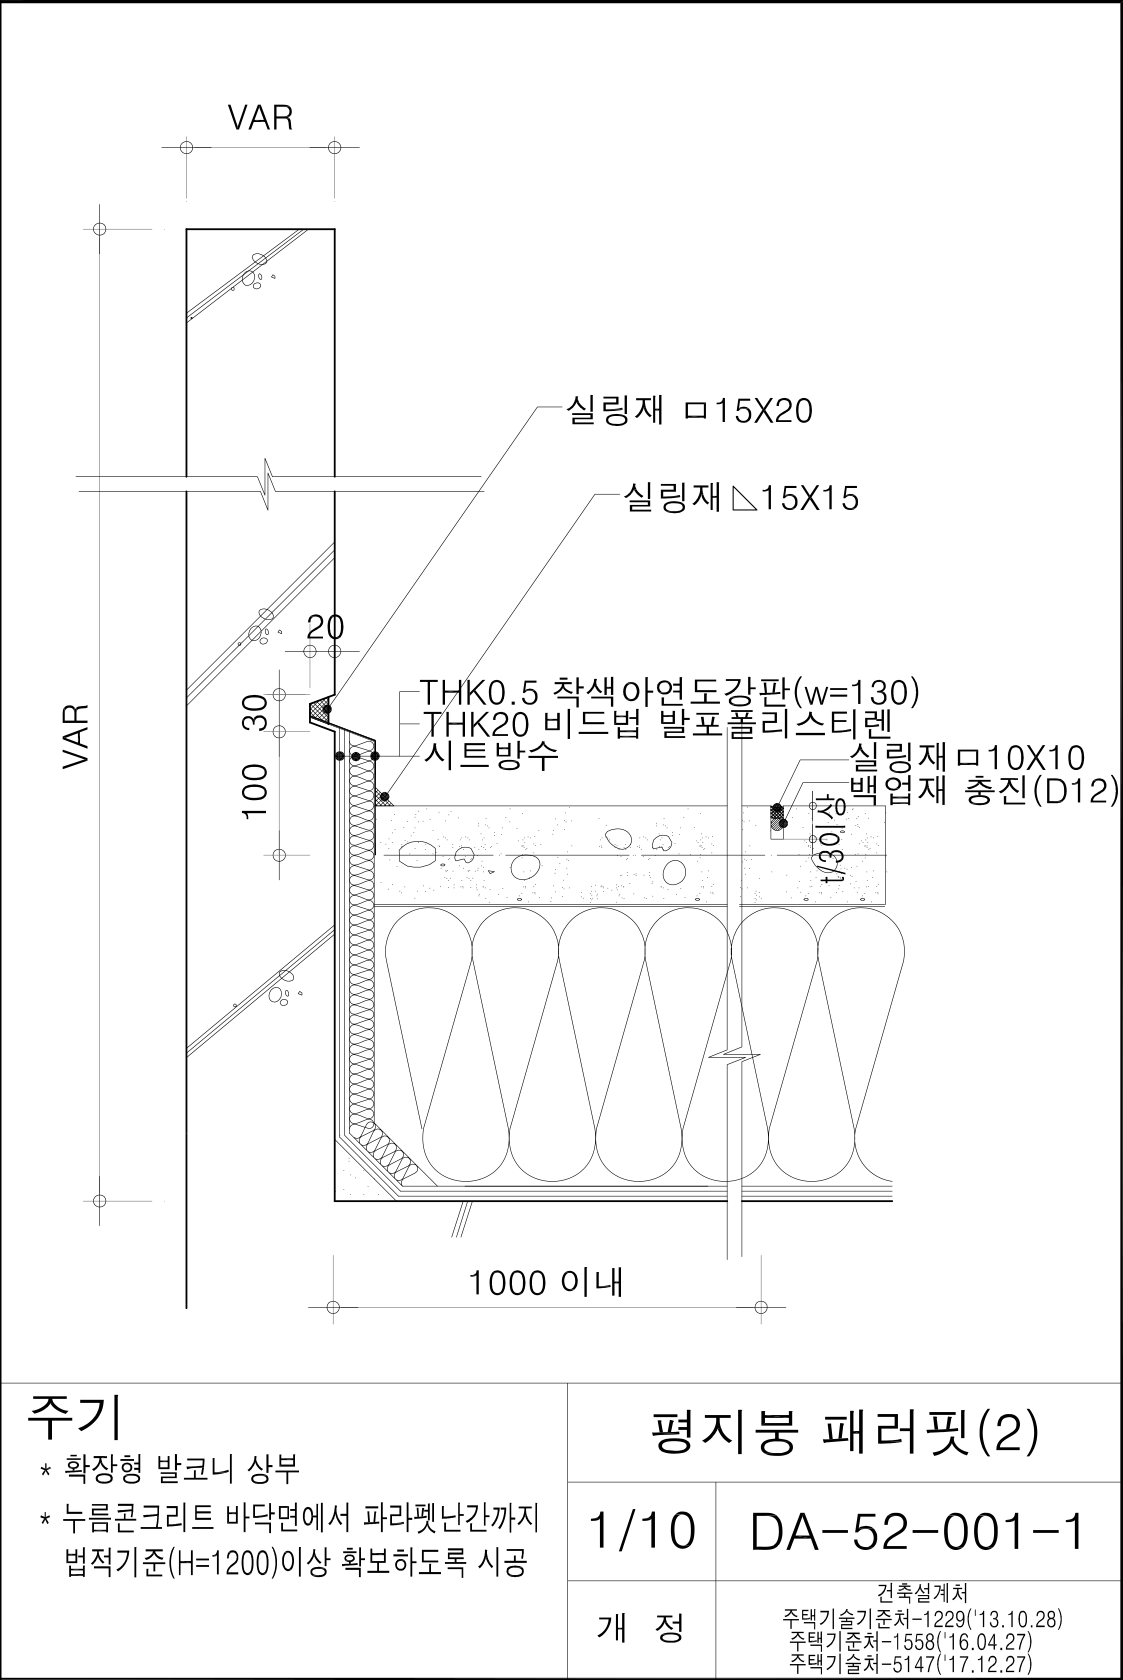 VAR
실링재 ㅁ15X20
실링재 ◺15X15
20
THK0.5 착색아연도강판(w=130)
THK20 비드법 발포폴리스티렌
시트방수
30
VAR
100
실링재ㅁ10X10
백업재 충진(D12)
t/30이상
1000 이내
주기
* 확장형 발코니 상부
* 누름콘크리트 바닥면에서 파라펫난간까지
법적기준(H=1200)이상 확보하도록 시공
평지붕 패러핏(2)
1/10
DA-52-001-1
개 정
건축설계처
주택기술기준처-1229('13.10.28)
주택기준처-1558('16.04.27)
주택기술처-5147('17.12.27)